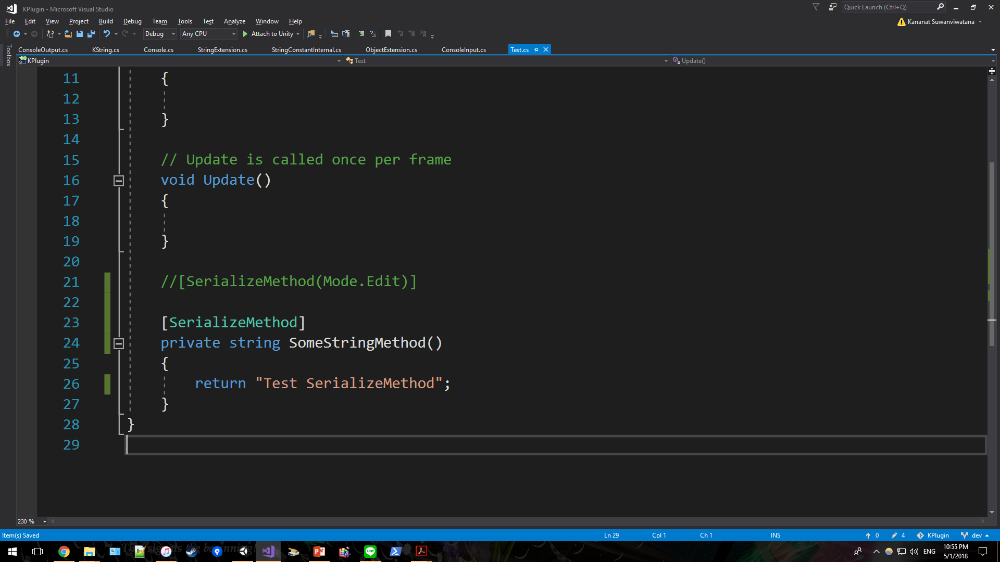 KPlugin - Microsoft Visual Studio
Quick Launch (Ctrl+Q)
File Edit View Project Build Debug Team Tools Test Analyze Window Help
Kananat Suwanviwatana
Debug Any CPU Attach to Unity
Toolbox
ConsoleOutput.cs KString.cs Console.cs StringExtension.cs StringConstantInternal.cs ObjectExtension.cs ConsoleInput.cs Test.cs
KPlugin Test Update()
11 {
12
13 }
14
15 // Update is called once per frame
16 void Update()
17 {
18
19 }
20
21 //[SerializeMethod(Mode.Edit)]
22
23 [SerializeMethod]
24 private string SomeStringMethod()
25 {
26 return "Test SerializeMethod";
27 }
28 }
29
230 %
Item(s) Saved Ln 29 Col 1 Ch 1 INS 0 4 KPlugin dev
LINE
ENG
10:55 PM
5/1/2018